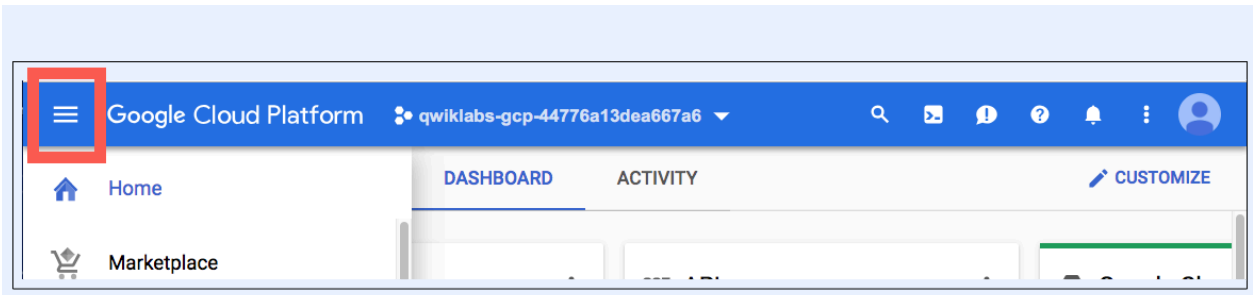 Google Cloud Platform qwiklabs-gcp-44776a13dea667a6
Home
DASHBOARD ACTIVITY CUSTOMIZE
Marketplace